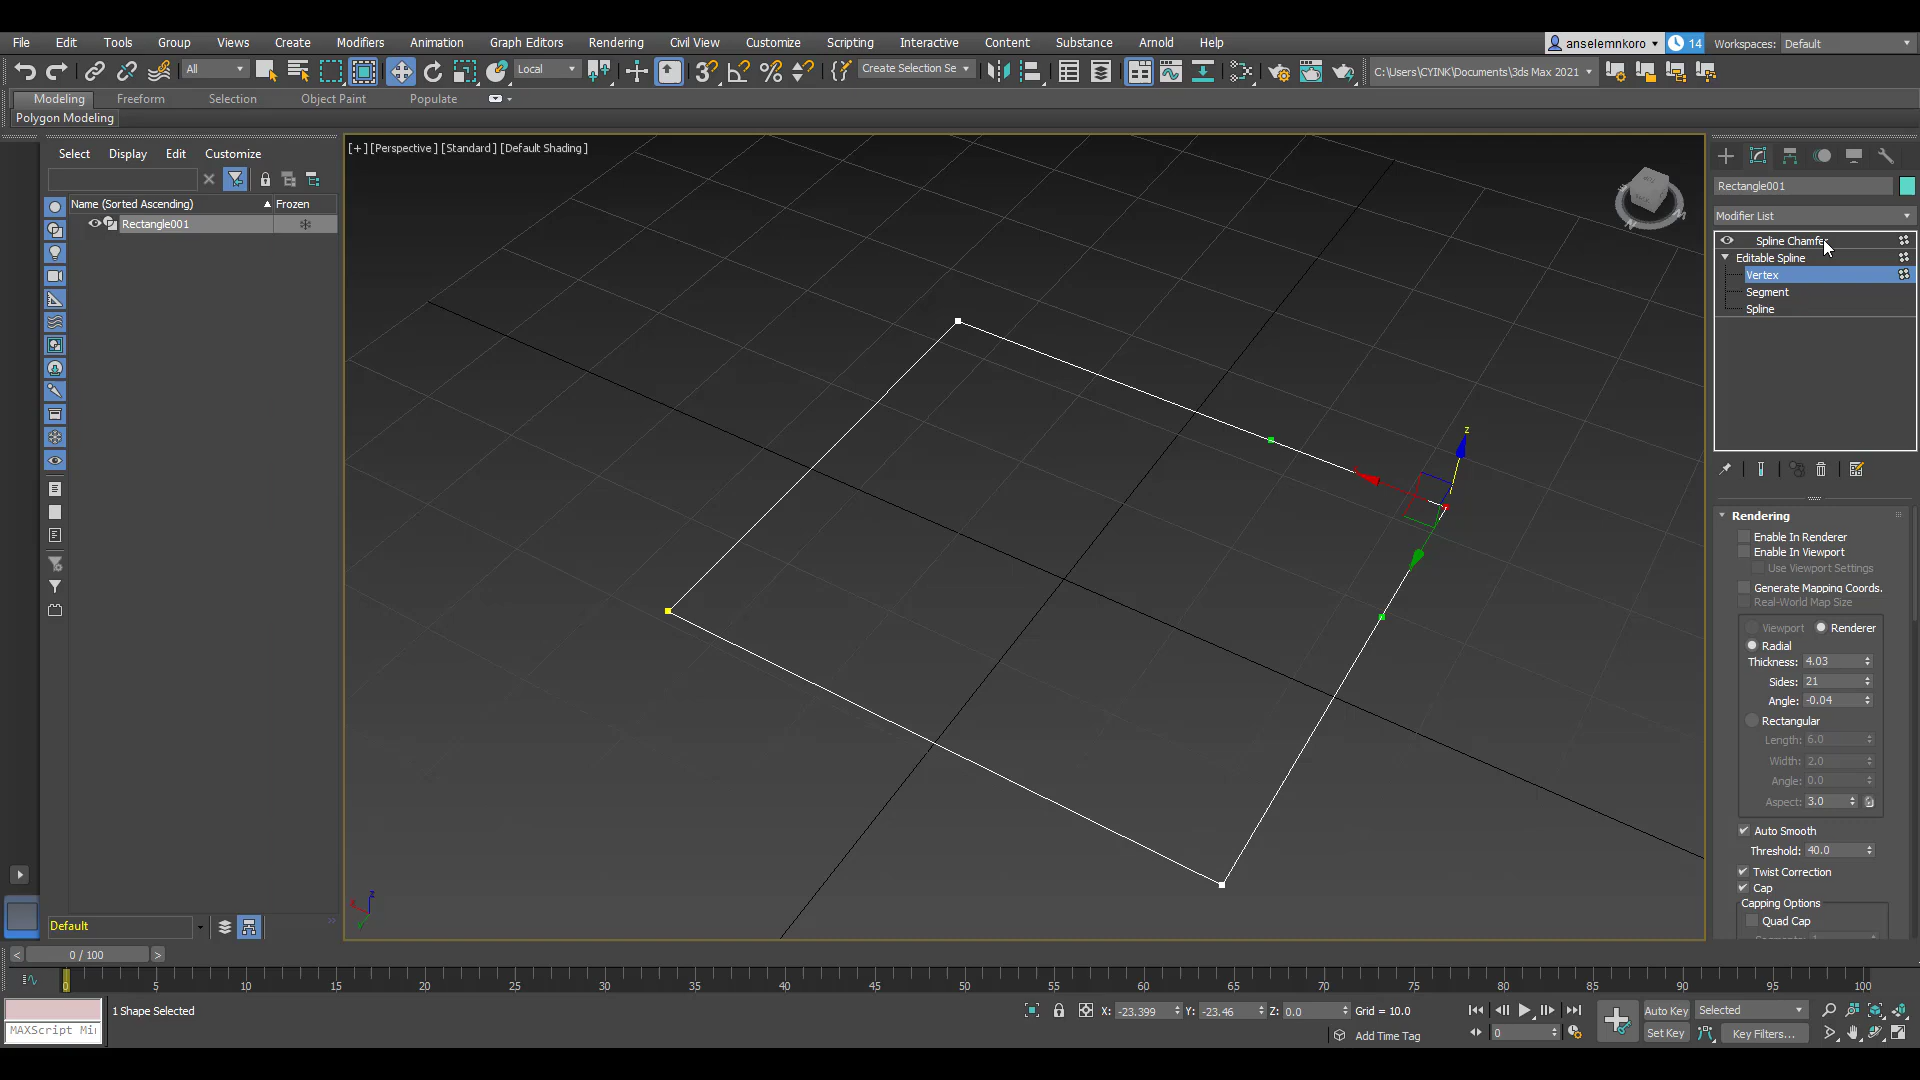 File Edit Tools Group Views Create Modifiers Animation Graph Editors Rendering Civil View Customize Scripting Interactive Content Substance Arnold Help anselemnkoro 14 Workspaces: Default
All Local Create Selection Se C:\Users\CYINK\Documents\3ds Max 2021
Modeling Freeform Selection Object Paint Populate
Polygon Modeling
Select Display Edit Customize
[+] [Perspective ] [Standard ] [Default Shading ]
Name (Sorted Ascending) Frozen
Rectangle001
Rectangle001
Modifier List
Spline Chamfer
Editable Spline
Vertex
Segment
Spline
z
Rendering
Enable In Renderer
Enable In Viewport
Use Viewport Settings
Generate Mapping Coords.
Real-World Map Size
Viewport Renderer
Radial
Thickness: 4.03
Sides: 21
Angle: -0.04
Rectangular
Length: 6.0
Width: 2.0
Angle: 0.0
Aspect: 3.0
Auto Smooth
Threshold: 40.0
Twist Correction
Cap
Capping Options
Quad Cap
Default
0 / 100
0 5 10 15 20 25 30 35 40 45 50 55 60 65 70 75 80 85 90 95 100
1 Shape Selected X: -23.399 Y: -23.46 Z: 0.0 Grid = 10.0 Auto Key Selected
MAXScript Mi Add Time Tag 0 Set Key Key Filters...